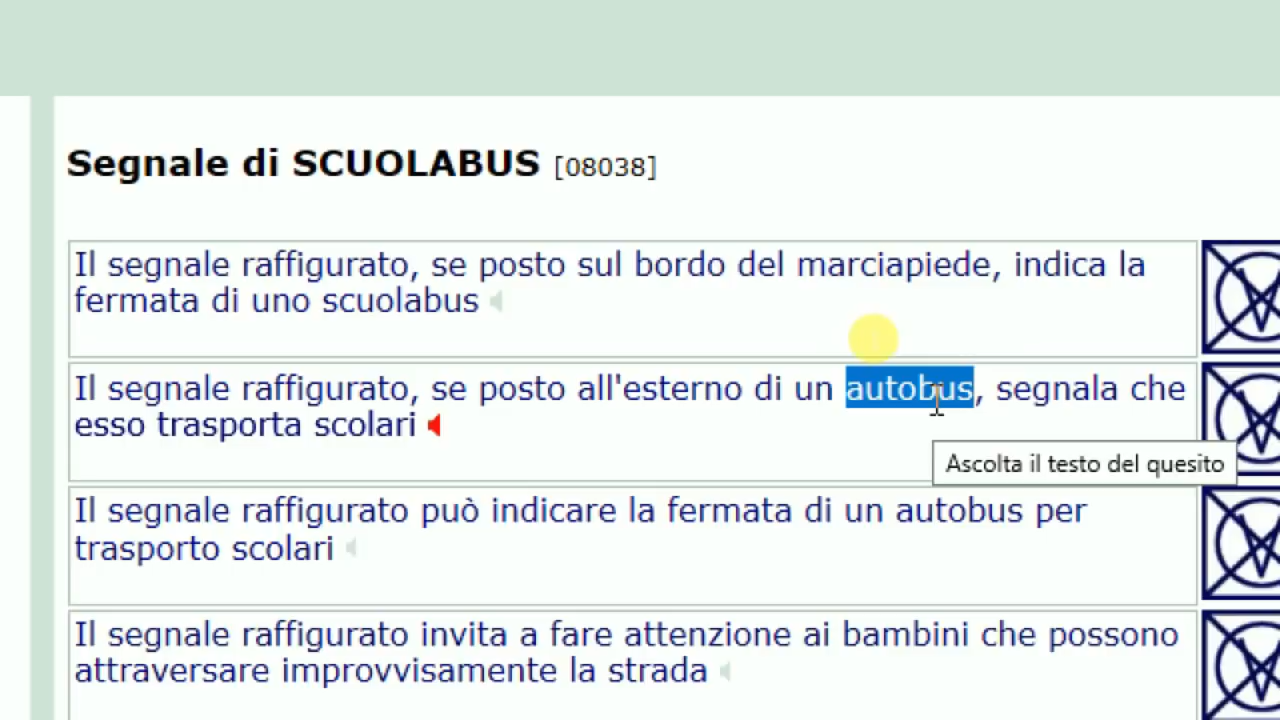 Segnale di SCUOLABUS [08038]
Il segnale raffigurato, se posto sul bordo del marciapiede, indica la
fermata di uno scuolabus
Il segnale raffigurato, se posto all'esterno di un autobus, segnala che
esso trasporta scolari
Ascolta il testo del quesito
Il segnale raffigurato può indicare la fermata di un autobus per
trasporto scolari
Il segnale raffigurato invita a fare attenzione ai bambini che possono
attraversare improvvisamente la strada
V
V
V
V